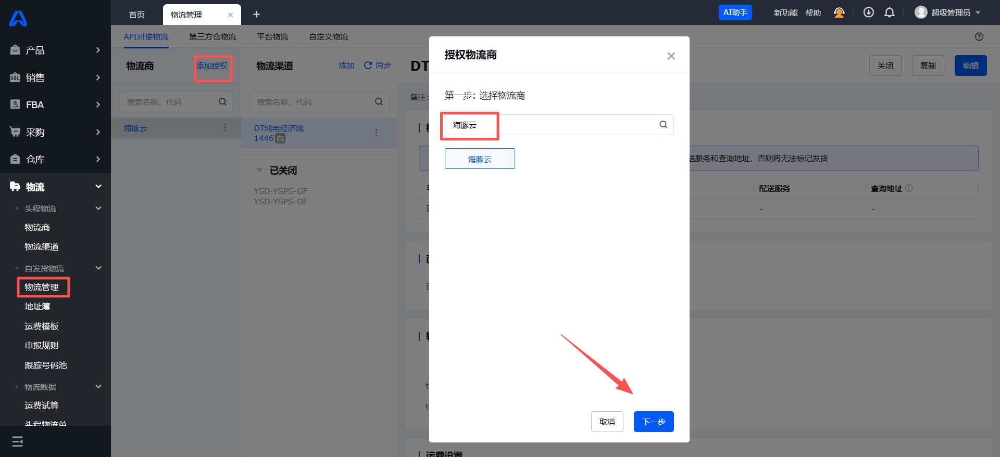 首页
物流管理
AI助手
新功能
帮助
超级管理员
产品
销售
SEL
FBA
采购
仓库
物流
头程物流
物流商
物流渠道
自发货物流
物流管理
地址簿
运费模板
申报规则
跟踪号码池
物流数据
运费试算
头程物流单
API对接物流
第三方仓物流
平台物流
自定义物流
物流商
添加授权
搜索名称、代码
海豚云
物流渠道
添加
同步
搜索名称、代码
DT纯电经济线
1446 自
已关闭
YSD-YSPS-GF
YSD-YSPS-GF
DT
关闭
复制
编辑
备注:
送服务和查询地址，否则将无法标记发货
配送服务
查询地址
-
-
t
t
运费设置
授权物流商
第一步: 选择物流商
海豚云
海豚云
取消
下一步